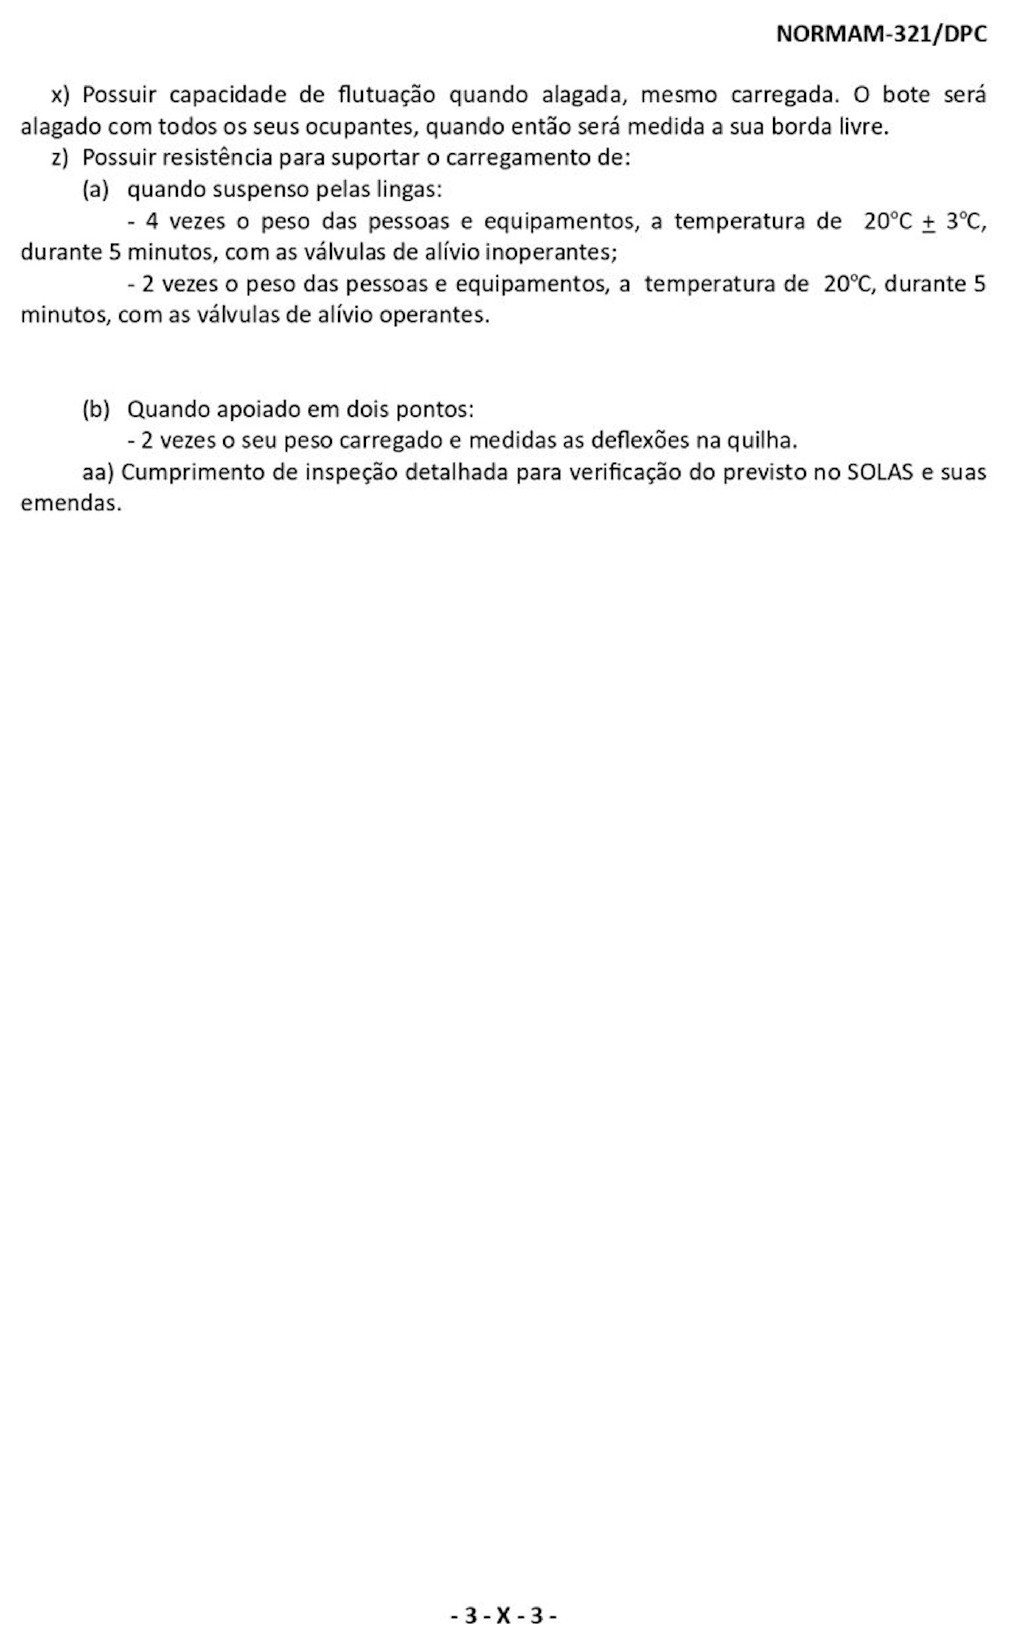 NORMAM-321/DPC
x) Possuir capacidade de flutuação quando alagada, mesmo carregada. O bote será
alagado com todos os seus ocupantes, quando então será medida a sua borda livre.
z) Possuir resistência para suportar o carregamento de:
(a) quando suspenso pelas lingas:
- 4 vezes o peso das pessoas e equipamentos, a temperatura de 20ºC ± 3ºC,
durante 5 minutos, com as válvulas de alívio inoperantes;
- 2 vezes o peso das pessoas e equipamentos, a temperatura de 20ºC, durante 5
minutos, com as válvulas de alívio operantes.
(b) Quando apoiado em dois pontos:
- 2 vezes o seu peso carregado e medidas as deflexões na quilha.
aa) Cumprimento de inspeção detalhada para verificação do previsto no SOLAS e suas
emendas.
- 3 - X - 3 -